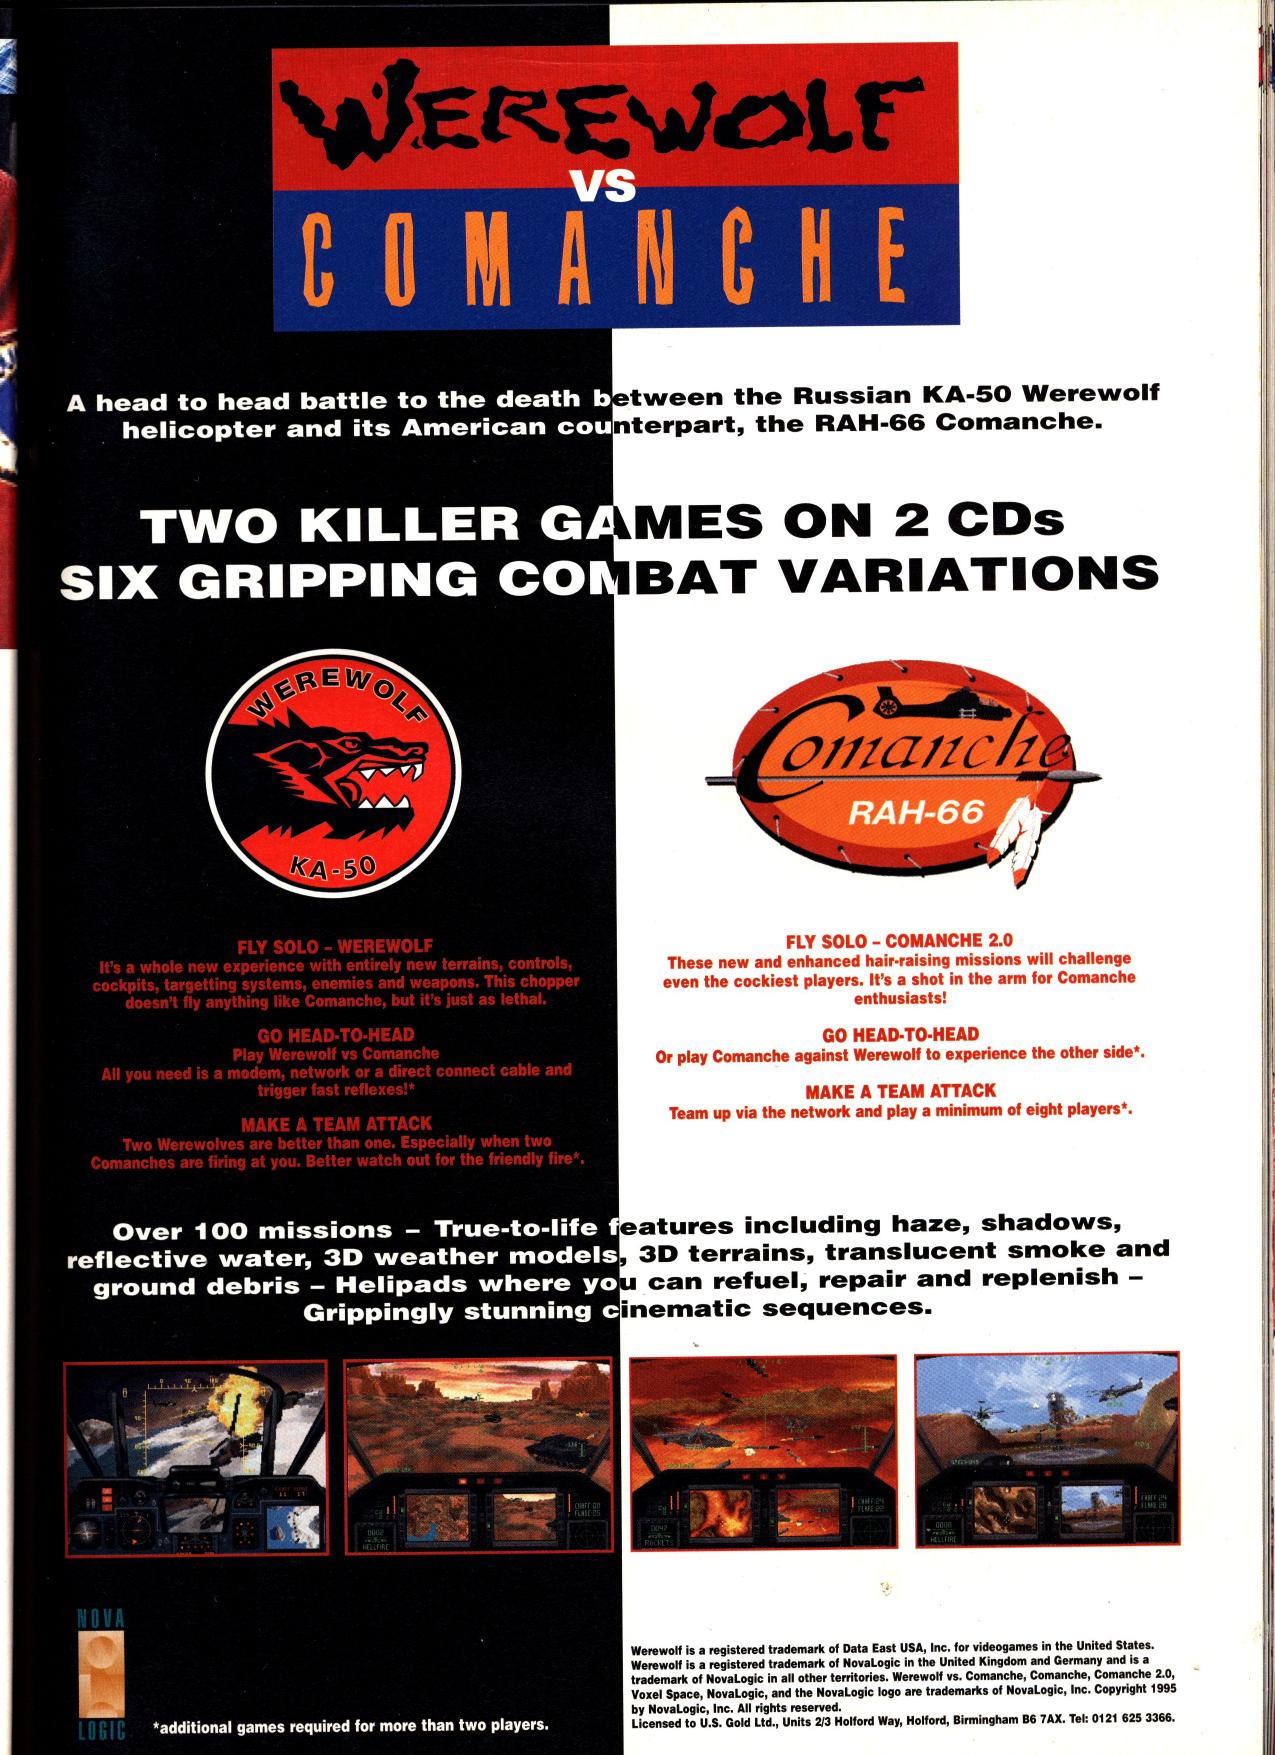 WEREWOLF
VS
COMANCHE
A head to head battle to the death between the Russian KA-50 Werewolf
helicopter and its American counterpart, the RAH-66 Comanche.
TWO KILLER GAMES ON 2 CDs
SIX GRIPPING COMBAT VARIATIONS
WEREWOLF
KA-50
Comanche
RAH-66
FLY SOLO – WEREWOLF
It's a whole new experience with entirely new terrains, controls,
cockpits, targetting systems, enemies and weapons. This chopper
doesn't fly anything like Comanche, but it's just as lethal.
GO HEAD-TO-HEAD
Play Werewolf vs Comanche
All you need is a modem, network or a direct connect cable and
trigger fast reflexes!*
MAKE A TEAM ATTACK
Two Werewolves are better than one. Especially when two
Comanches are firing at you. Better watch out for the friendly fire*.
FLY SOLO – COMANCHE 2.0
These new and enhanced hair-raising missions will challenge
even the cockiest players. It's a shot in the arm for Comanche
enthusiasts!
GO HEAD-TO-HEAD
Or play Comanche against Werewolf to experience the other side*.
MAKE A TEAM ATTACK
Team up via the network and play a minimum of eight players*.
Over 100 missions – True-to-life features including haze, shadows,
reflective water, 3D weather models, 3D terrains, translucent smoke and
ground debris – Helipads where you can refuel, repair and replenish –
Grippingly stunning cinematic sequences.
HELLFIRE
ROCKETS
HELLFIRE
NOVA
LOGIC
*additional games required for more than two players.
Werewolf is a registered trademark of Data East USA, Inc. for videogames in the United States.
Werewolf is a registered trademark of NovaLogic in the United Kingdom and Germany and is a
trademark of NovaLogic in all other territories. Werewolf vs. Comanche, Comanche, Comanche 2.0,
Voxel Space, NovaLogic, and the NovaLogic logo are trademarks of NovaLogic, Inc. Copyright 1995
by NovaLogic, Inc. All rights reserved.
Licensed to U.S. Gold Ltd., Units 2/3 Holford Way, Holford, Birmingham B6 7AX. Tel: 0121 625 3366.